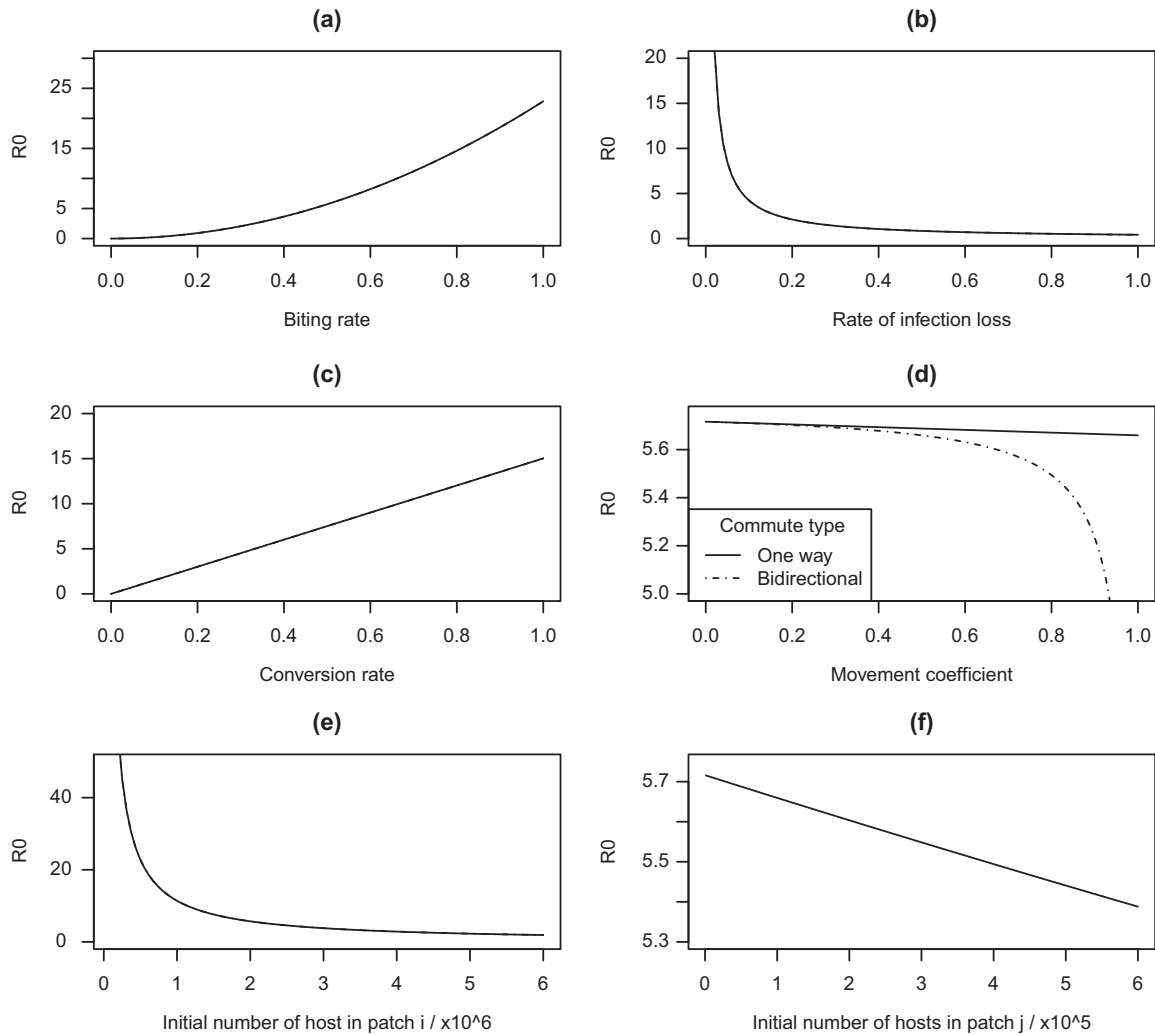 (a)
R0
25
15
5
0
0.0 0.2 0.4 0.6 0.8 1.0
Biting rate
(b)
R0
20
15
10
5
0
0.0 0.2 0.4 0.6 0.8 1.0
Rate of infection loss
(c)
R0
20
15
10
5
0
0.0 0.2 0.4 0.6 0.8 1.0
Conversion rate
(d)
R0
5.6
5.4
5.2
5.0
Commute type
One way
Bidirectional
0.0 0.2 0.4 0.6 0.8 1.0
Movement coefficient
(e)
R0
40
20
0
0 1 2 3 4 5 6
Initial number of host in patch i / x10^6
(f)
R0
5.7
5.5
5.3
0 1 2 3 4 5 6
Initial number of hosts in patch j / x10^5